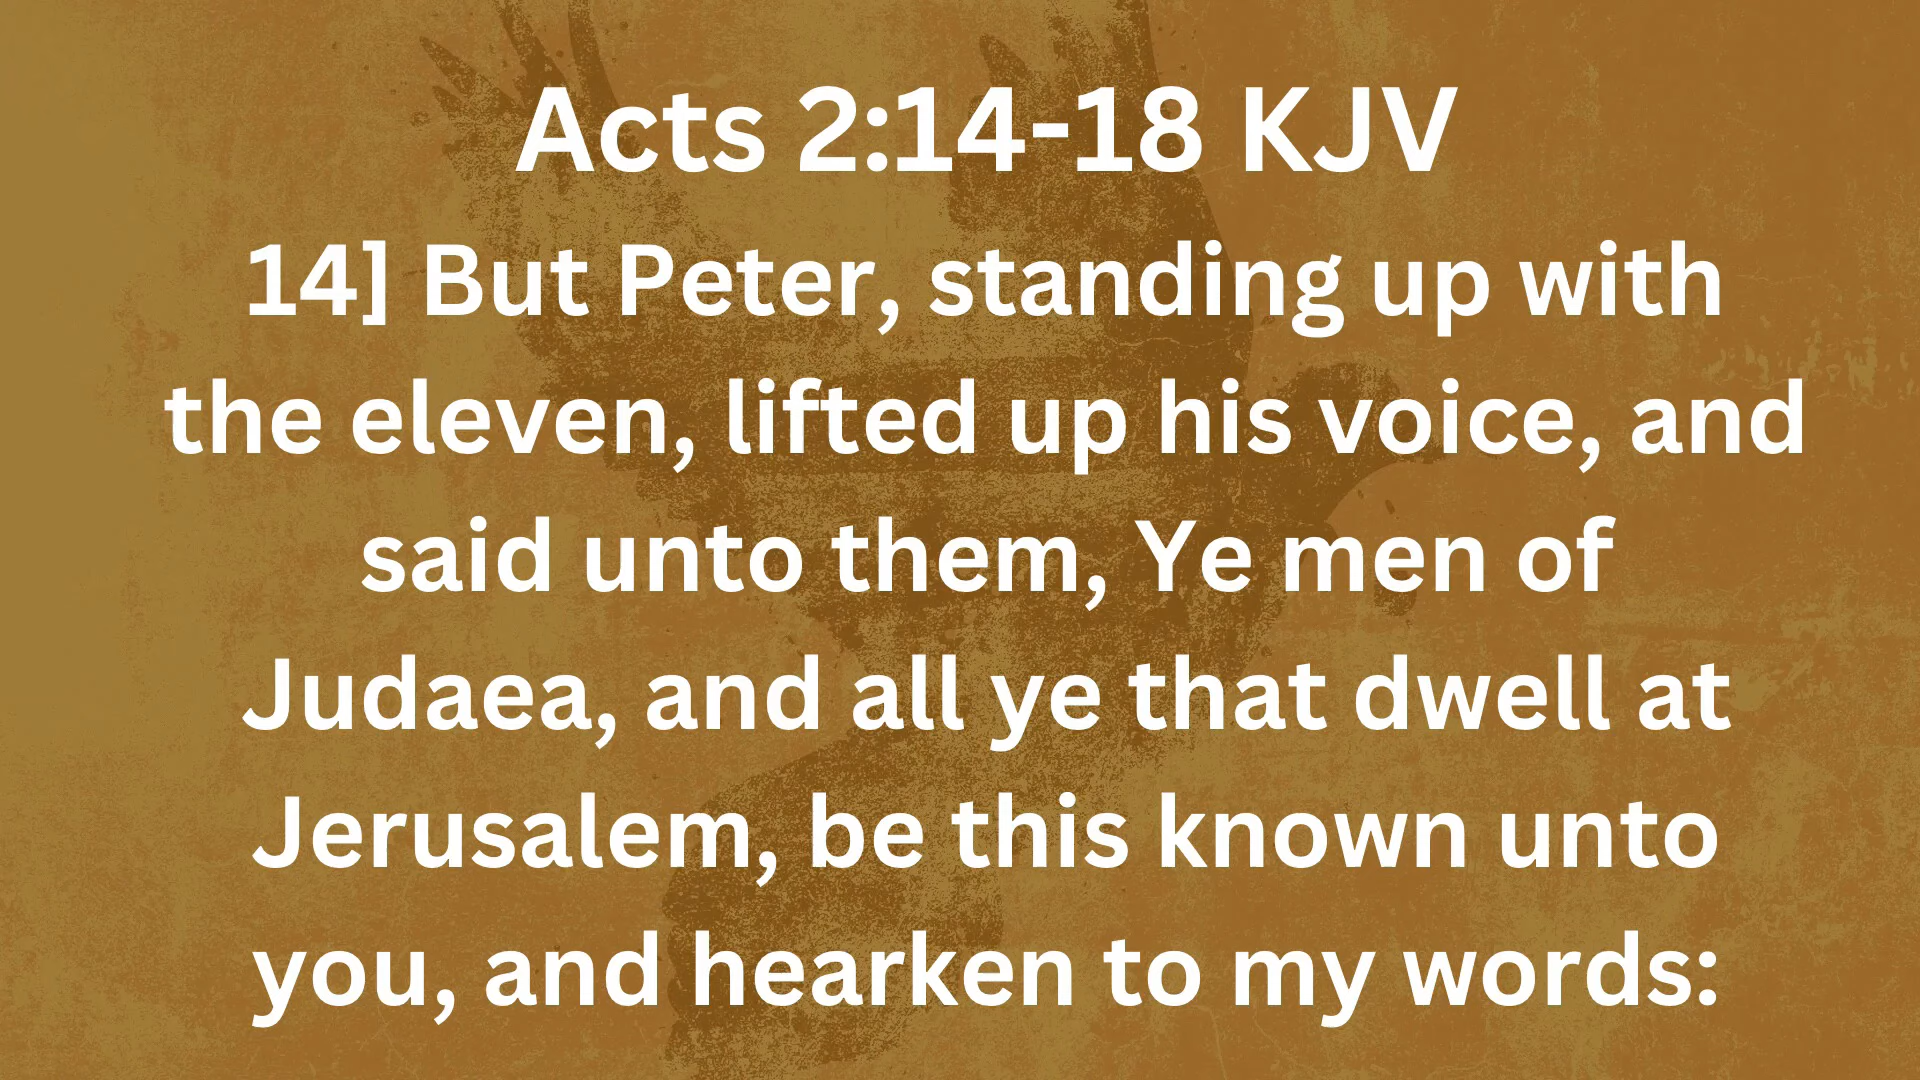 Acts 2:14-18 KJV
14] But Peter, standing up with
the eleven, lifted up his voice, and
said unto them, Ye men of
Judaea, and all ye that dwell at
Jerusalem, be this known unto
you, and hearken to my words: